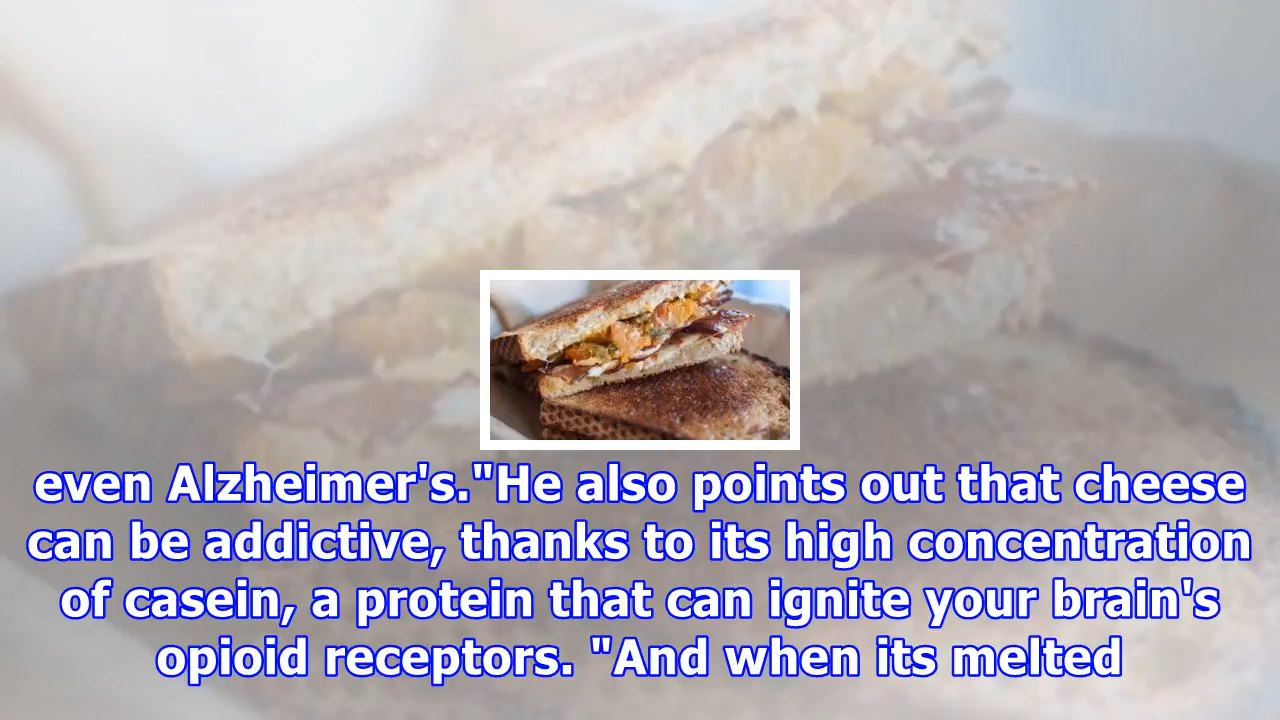 even Alzheimer's."He also points out that cheese
can be addictive, thanks to its high concentration
of casein, a protein that can ignite your brain's
opioid receptors. "And when its melted